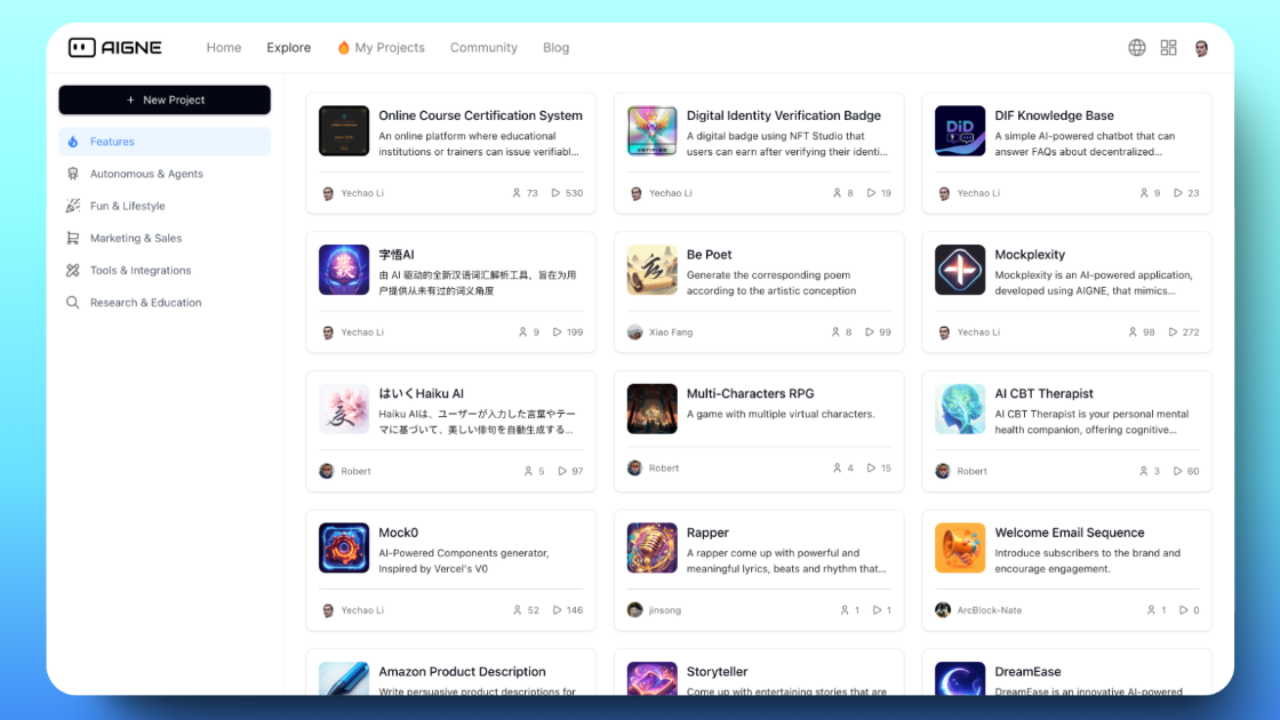 AIGNE
Home
Explore
My Projects
Community
Blog
+ New Project
Features
Autonomous & Agents
Fun & Lifestyle
Marketing & Sales
Tools & Integrations
Research & Education
Online Course Certification System
An online platform where educational
institutions or trainers can issue verifiabl...
Yechao Li
73
530
VERIFIED
Digital Identity Verification Badge
A digital badge using NFT Studio that
users can earn after verifying their identi...
Yechao Li
8
19
DiD
DIF Knowledge Base
A simple AI-powered chatbot that can
answer FAQs about decentralized...
Yechao Li
9
23
字悟AI
由 AI 驱动的全新汉语词汇解析工具，旨在为用
户提供从未有过的词义角度
Yechao Li
9
199
Be Poet
Generate the corresponding poem
according to the artistic conception
Xiao Fang
8
99
Mockplexity
Mockplexity is an AI-powered application,
developed using AIGNE, that mimics...
Yechao Li
98
272
はいくHaiku AI
Haiku AIは、ユーザーが入力した言葉やテー
マに基づいて、美しい俳句を自動生成する...
Robert
5
97
Multi-Characters RPG
A game with multiple virtual characters.
Robert
4
15
AI CBT Therapist
AI CBT Therapist is your personal mental
health companion, offering cognitive...
Robert
3
60
Mock0
AI-Powered Components generator,
Inspired by Vercel's V0
Yechao Li
52
146
Rapper
A rapper come up with powerful and
meaningful lyrics, beats and rhythm that...
jinsong
1
1
Welcome Email Sequence
Introduce subscribers to the brand and
encourage engagement.
ArcBlock-Nate
1
0
Amazon Product Description
Write persuasive product descriptions for
Storyteller
Come up with entertaining stories that are
DreamEase
DreamEase is an innovative AI-powered